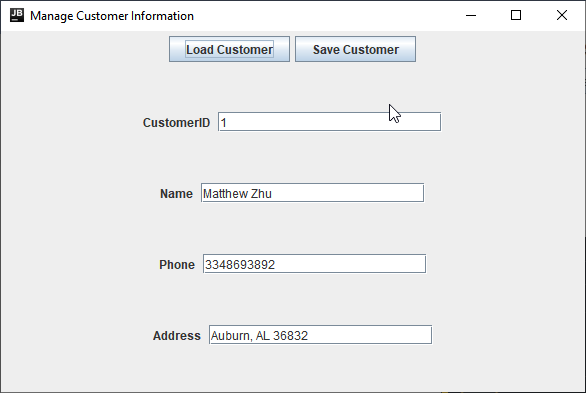 JB Manage Customer Information
Load Customer Save Customer
CustomerID 1
Name Matthew Zhu
Phone 3348693892
Address Auburn, AL 36832